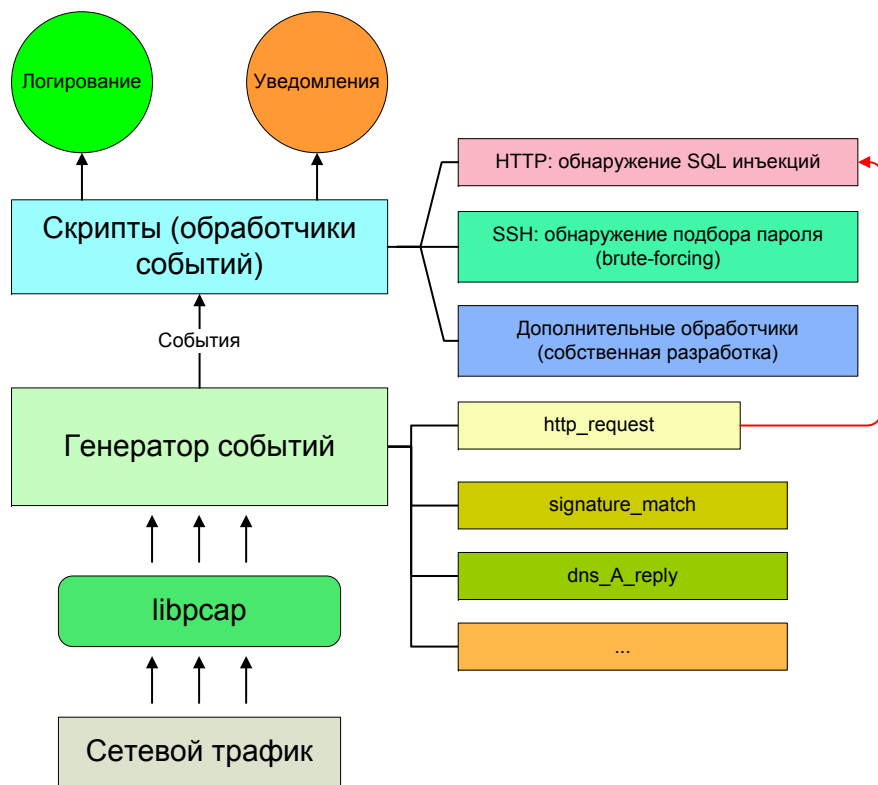 Логирование
Уведомления
HTTP: обнаружение SQL инъекций
Скрипты (обработчики
событий)
SSH: обнаружение подбора пароля
(brute-forcing)
Дополнительные обработчики
(собственная разработка)
События
Генератор событий
http_request
signature_match
dns_A_reply
...
libpcap
Сетевой трафик